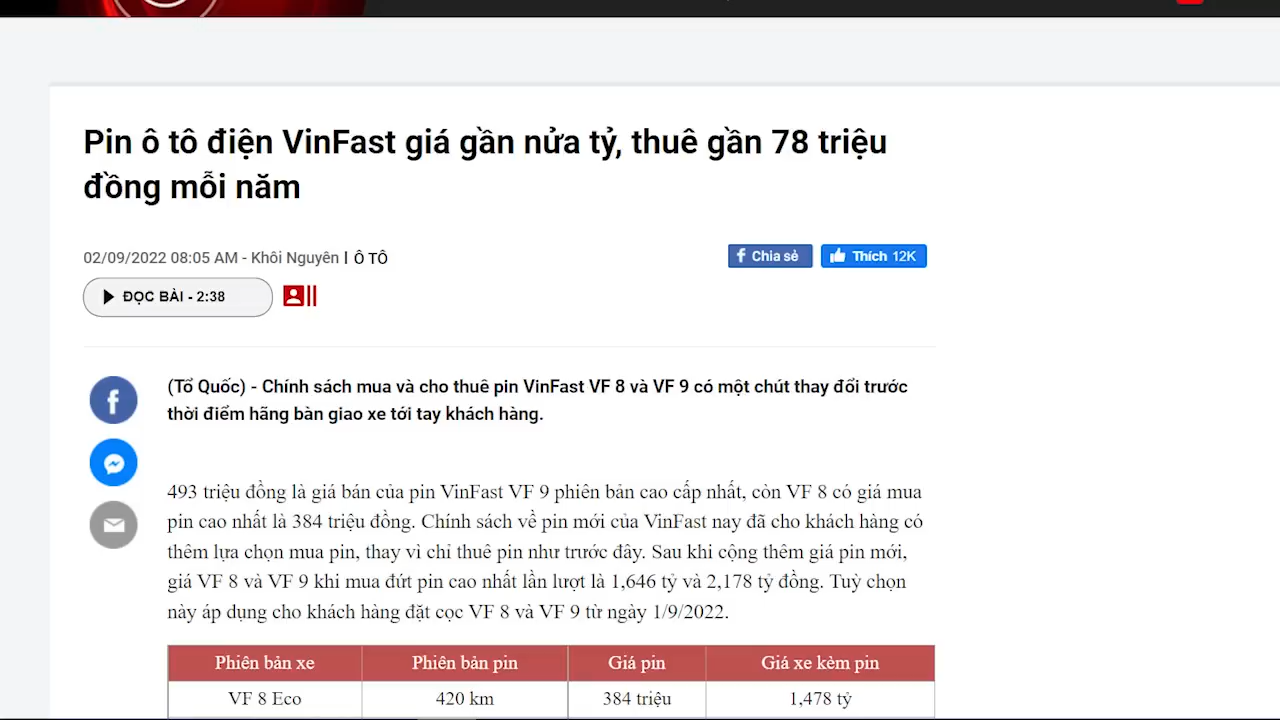 Pin ô tô điện VinFast giá gần nửa tỷ, thuê gần 78 triệu
đồng mỗi năm
02/09/2022 08:05 AM - Khôi Nguyên | Ô TÔ
Chia sẻ
Thích 12K
ĐỌC BÀI - 2:38
(Tổ Quốc) - Chính sách mua và cho thuê pin VinFast VF 8 và VF 9 có một chút thay đổi trước
thời điểm hãng bàn giao xe tới tay khách hàng.
493 triệu đồng là giá bán của pin VinFast VF 9 phiên bản cao cấp nhất, còn VF 8 có giá mua
pin cao nhất là 384 triệu đồng. Chính sách về pin mới của VinFast nay đã cho khách hàng có
thêm lựa chọn mua pin, thay vì chỉ thuê pin như trước đây. Sau khi cộng thêm giá pin mới,
giá VF 8 và VF 9 khi mua đứt pin cao nhất lần lượt là 1,646 tỷ và 2,178 tỷ đồng. Tuỳ chọn
này áp dụng cho khách hàng đặt cọc VF 8 và VF 9 từ ngày 1/9/2022.
Phiên bản xe Phiên bản pin Giá pin Giá xe kèm pin
VF 8 Eco 420 km 384 triệu 1,478 tỷ